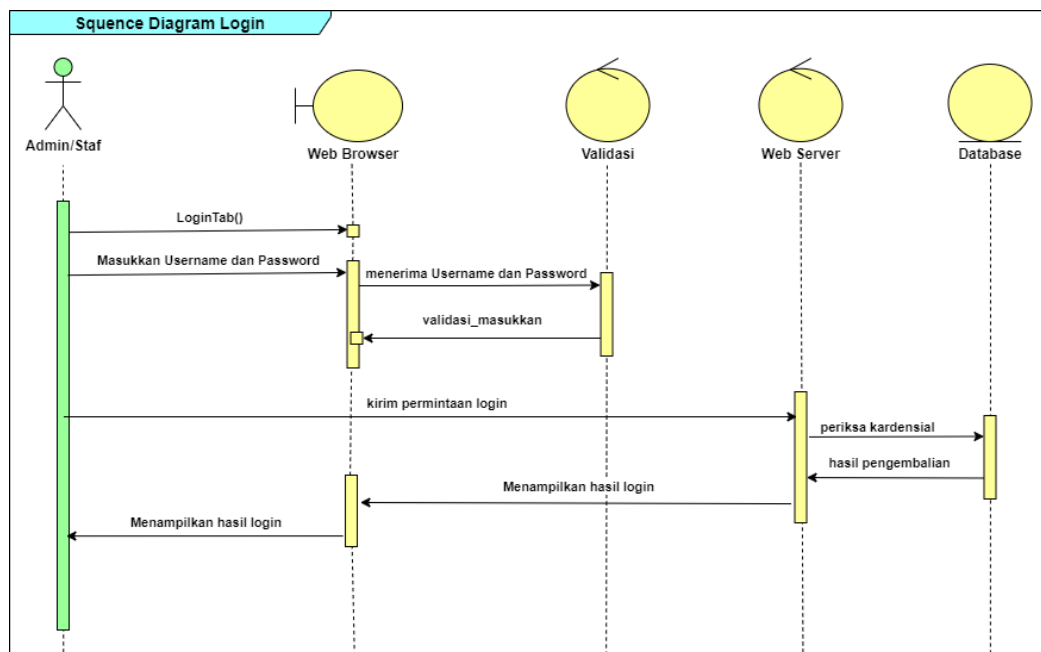 Squence Diagram Login
Admin/Staf
Web Browser
Validasi
Web Server
Database
LoginTab()
Masukkan Username dan Password
menerima Username dan Password
validasi_masukkan
kirim permintaan login
periksa kardensial
hasil pengembalian
Menampilkan hasil login
Menampilkan hasil login